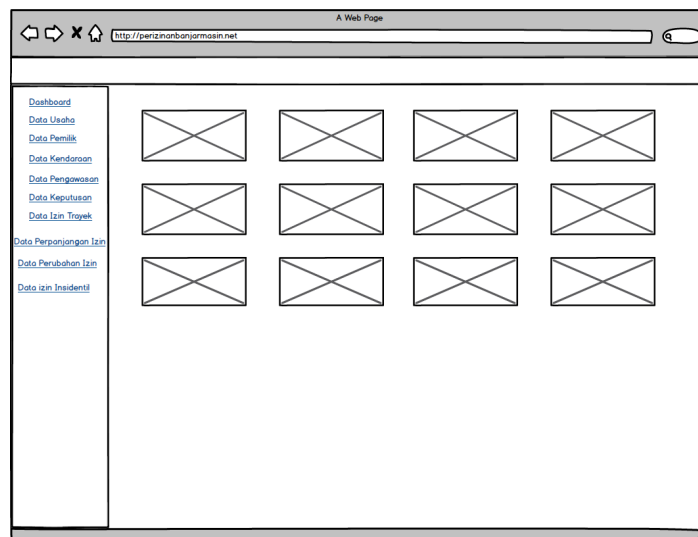 A Web Page
http://perizinanbanjarmasin.net
Dashboard
Data Usaha
Data Pemilik
Data Kendaraan
Data Pengawasan
Data Keputusan
Data Izin Trayek
Data Perpanjangan Izin
Data Perubahan Izin
Data izin Insidentil